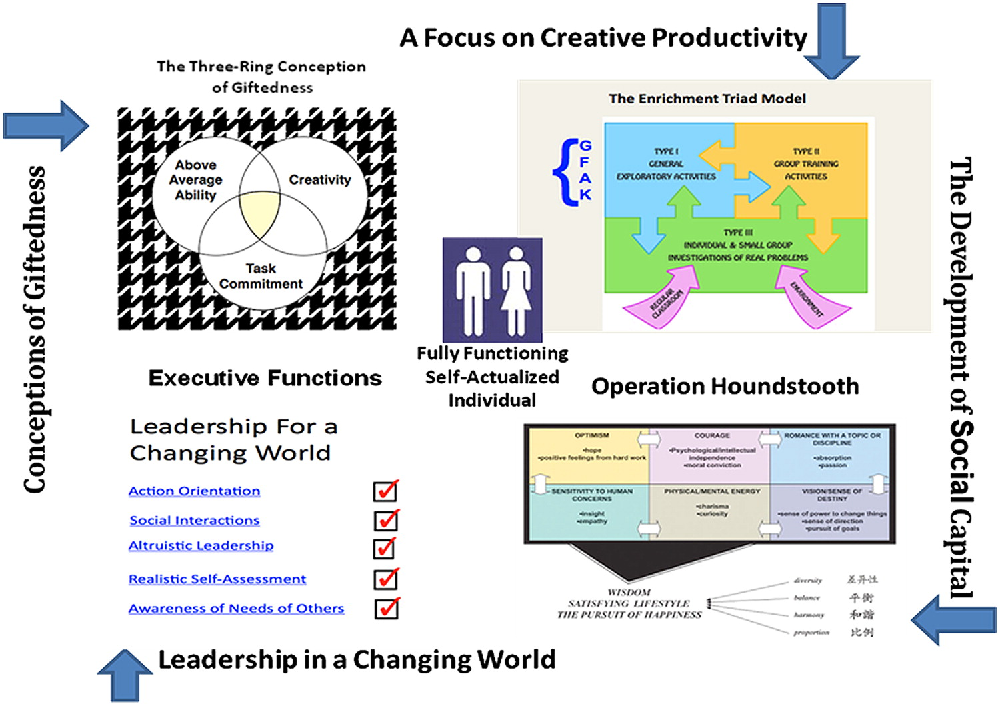 A Focus on Creative Productivity
The Three-Ring Conception
of Giftedness
Above
Average
Ability
Creativity
Task
Commitment
Conceptions of Giftedness
The Enrichment Triad Model
G
F
A
K
TYPE I
GENERAL
EXPLORATORY ACTIVITIES
TYPE II
GROUP TRAINING
ACTIVITIES
TYPE III
INDIVIDUAL & SMALL GROUP
INVESTIGATIONS OF REAL PROBLEMS
REGULAR
CLASSROOM
ENVIRONMENT
The Development of Social Capital
Fully Functioning
Self-Actualized
Individual
Executive Functions
Leadership For a
Changing World
Action Orientation
Social Interactions
Altruistic Leadership
Realistic Self-Assessment
Awareness of Needs of Others
Operation Houndstooth
OPTIMISM
•hope
•positive feelings from hard work
COURAGE
•Psychological/intellectual
independence
•moral conviction
ROMANCE WITH A TOPIC OR
DISCIPLINE
•absorption
•passion
SENSITIVITY TO HUMAN
CONCERNS
•insight
•empathy
PHYSICAL/MENTAL ENERGY
•charisma
•curiosity
VISION/SENSE OF
DESTINY
•sense of power to change things
•sense of direction
•pursuit of goals
WISDOM
SATISFYING LIFESTYLE
THE PURSUIT OF HAPPINESS
diversity 差异性
balance 平衡
harmony 和諧
proportion 比例
Leadership in a Changing World